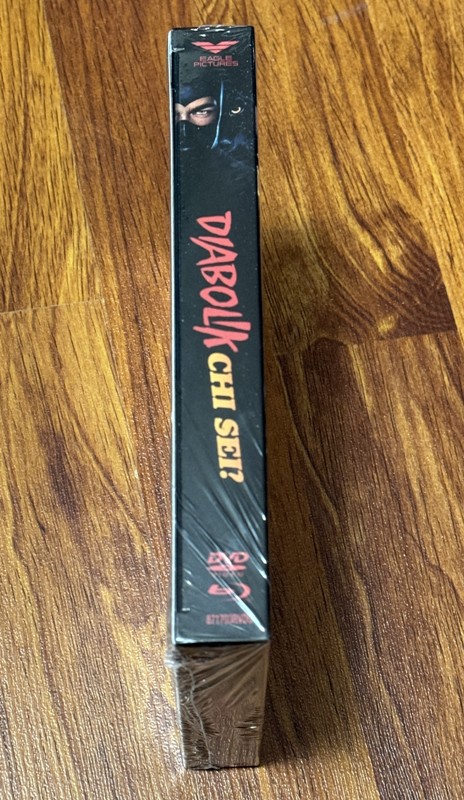 EAGLE
PICTURES
DIABOLIK CHI SEI?
DVD